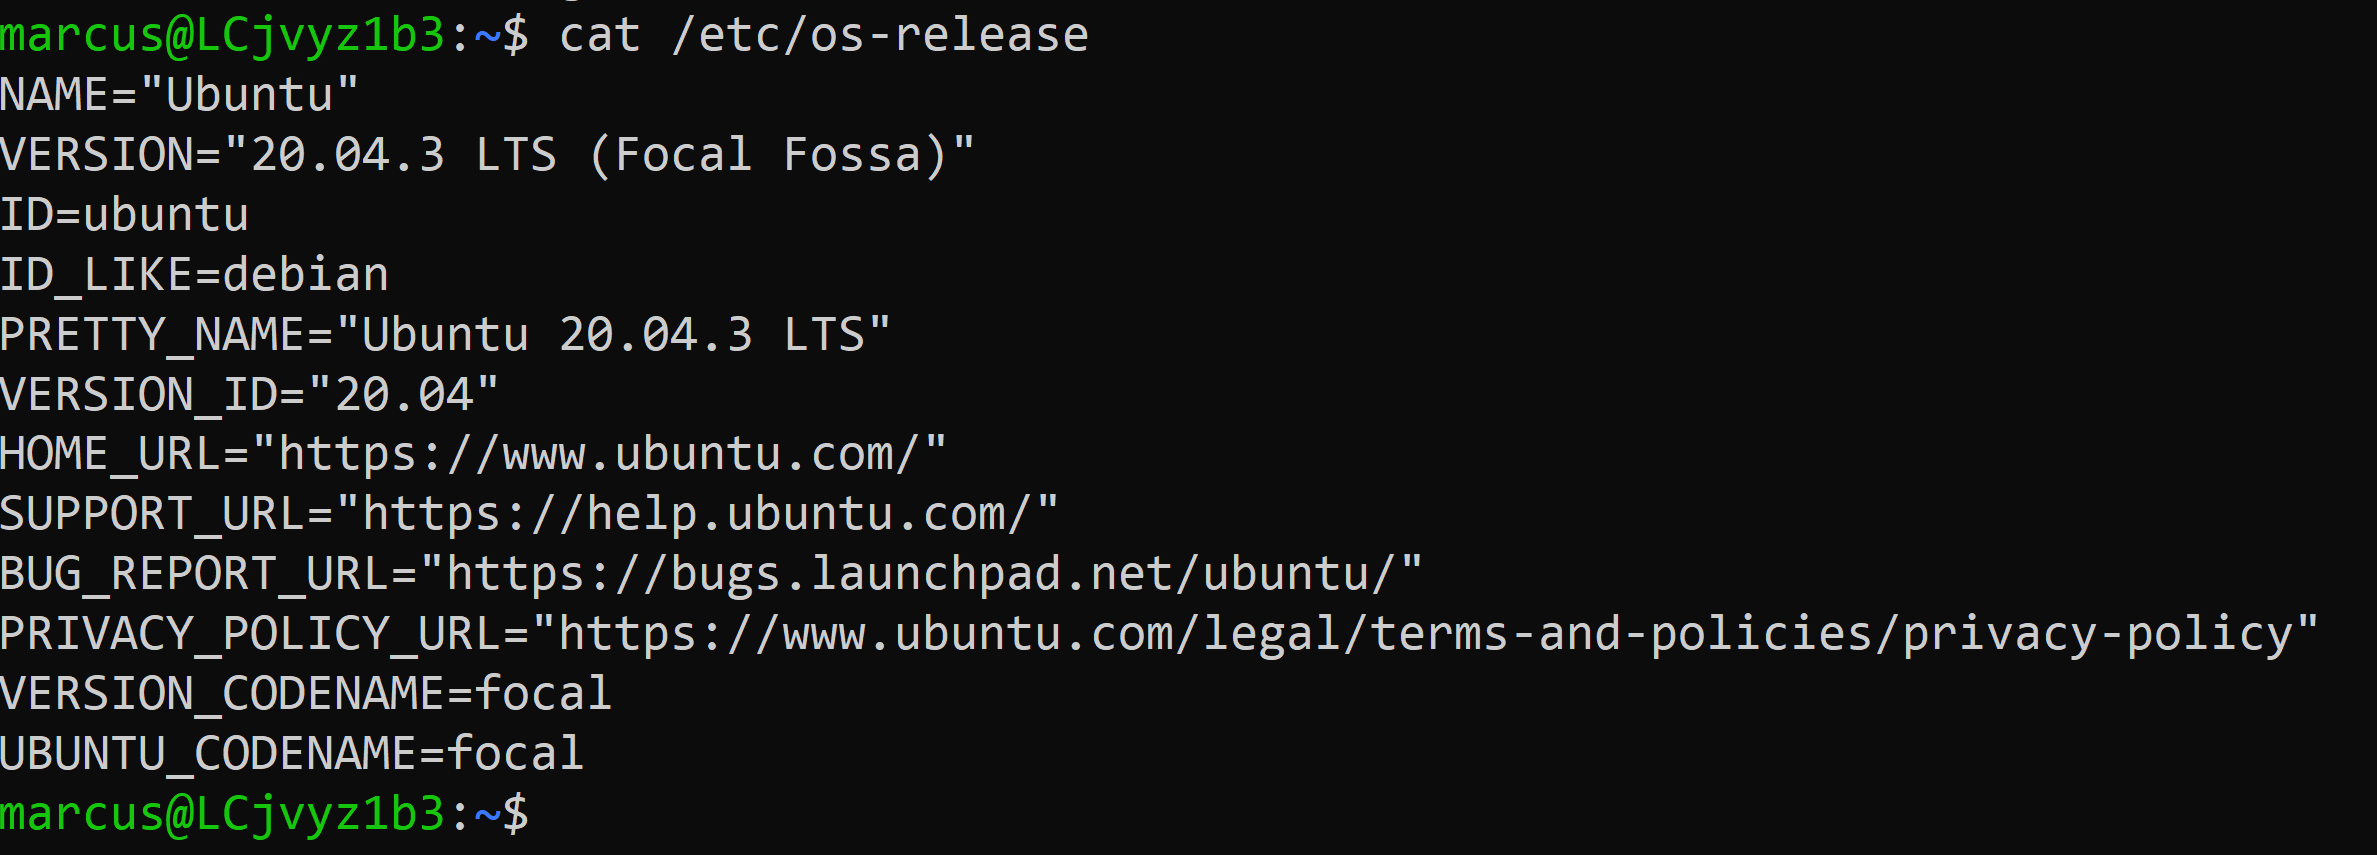 marcus@LCjvyz1b3:~$ cat /etc/os-release
NAME="Ubuntu"
VERSION="20.04.3 LTS (Focal Fossa)"
ID=ubuntu
ID_LIKE=debian
PRETTY_NAME="Ubuntu 20.04.3 LTS"
VERSION_ID="20.04"
HOME_URL="https://www.ubuntu.com/"
SUPPORT_URL="https://help.ubuntu.com/"
BUG_REPORT_URL="https://bugs.launchpad.net/ubuntu/"
PRIVACY_POLICY_URL="https://www.ubuntu.com/legal/terms-and-policies/privacy-policy"
VERSION_CODENAME=focal
UBUNTU_CODENAME=focal
marcus@LCjvyz1b3:~$